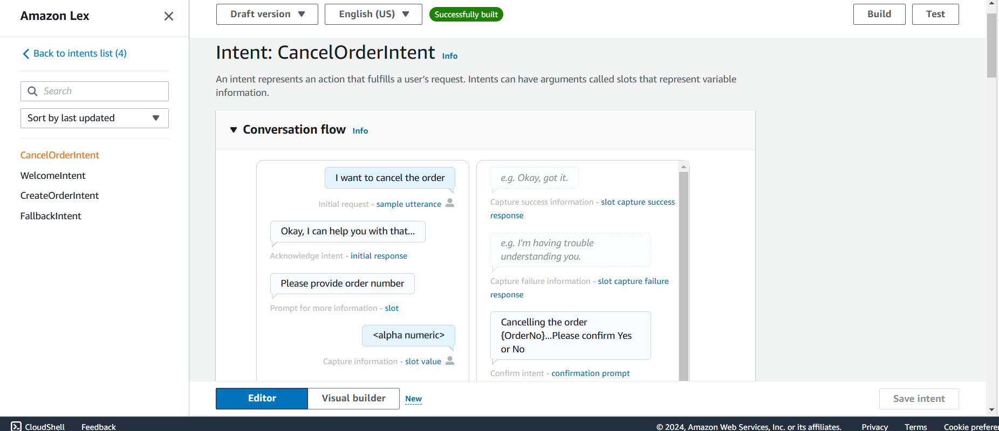 Amazon Lex
Back to intents list (4)
Search
Sort by last updated
CancelOrderIntent
WelcomeIntent
CreateOrderIntent
FallbackIntent
Draft version
English (US)
Successfully built
Build
Test
Intent: CancelOrderIntent Info
An intent represents an action that fulfills a user's request. Intents can have arguments called slots that represent variable
information.
Conversation flow Info
I want to cancel the order
Initial request - sample utterance
Okay, I can help you with that...
Acknowledge intent - initial response
Please provide order number
Prompt for more information - slot
<alpha numeric>
Capture information - slot value
e.g. Okay, got it.
Capture success information - slot capture success
response
e.g. I'm having trouble
understanding you.
Capture failure information - slot capture failure
response
Cancelling the order
{OrderNo}...Please confirm Yes
or No
Confirm intent - confirmation prompt
Editor
Visual builder
New
Save intent
CloudShell
Feedback
© 2024, Amazon Web Services, Inc. or its affiliates.
Privacy
Terms
Cookie prefere